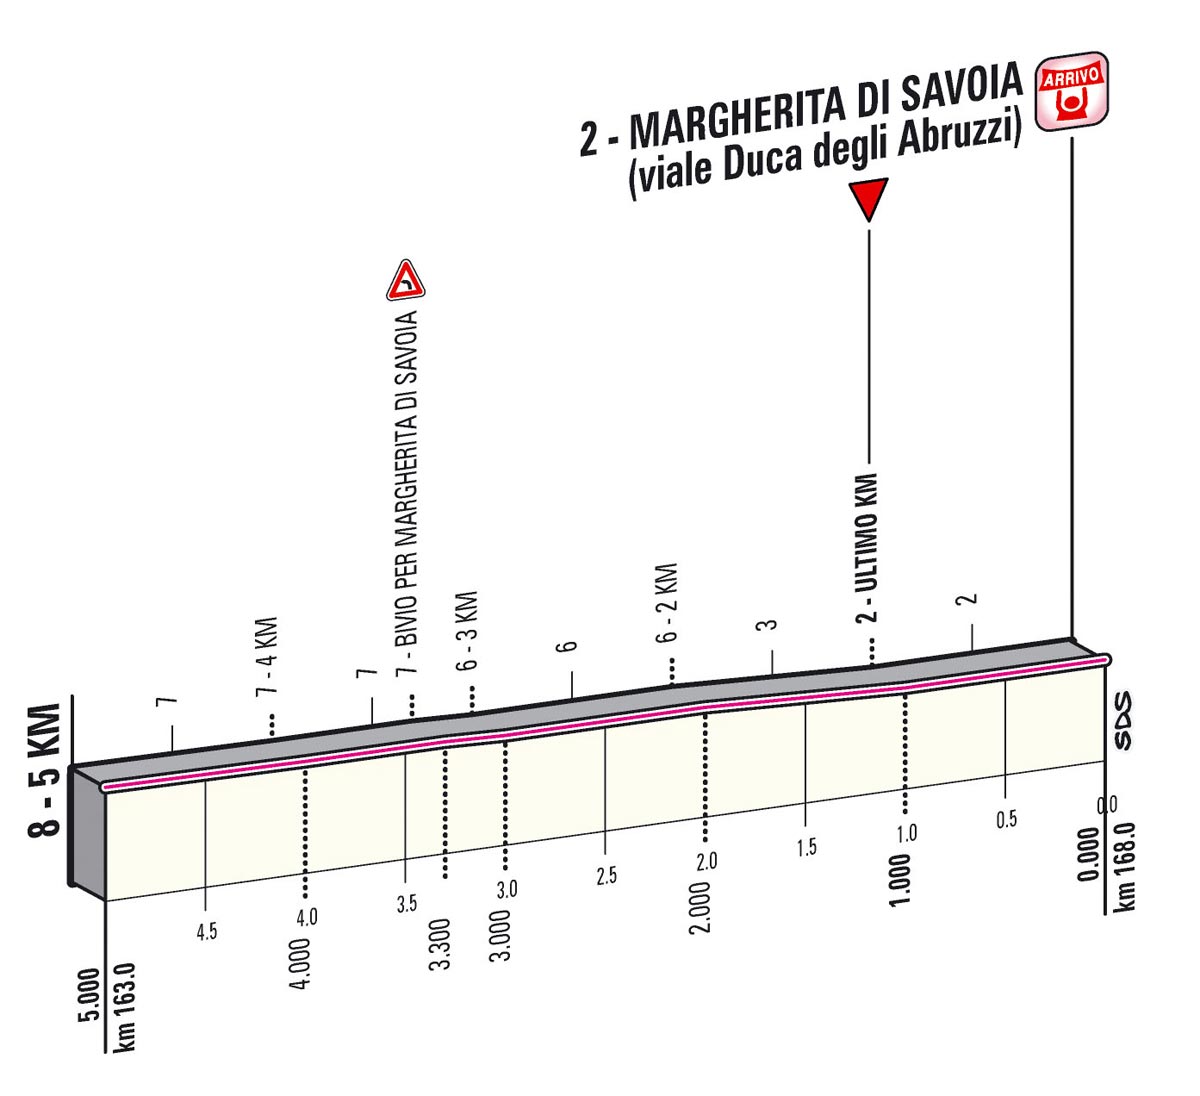 ARRIVO
2 - MARGHERITA DI SAVOIA
(viale Duca degli Abruzzi)
8 - 5 KM
7
7 - 4 KM
7
7 - BIVIO PER MARGHERITA DI SAVOIA
6 - 3 KM
6
6 - 2 KM
3
2 - ULTIMO KM
2
SDS
4.5
4.0
3.5
3.0
2.5
2.0
1.5
1.0
0.5
0.0
5.000
km 163.0
4.000
3.300
3.000
2.000
1.000
0.000
km 168.0